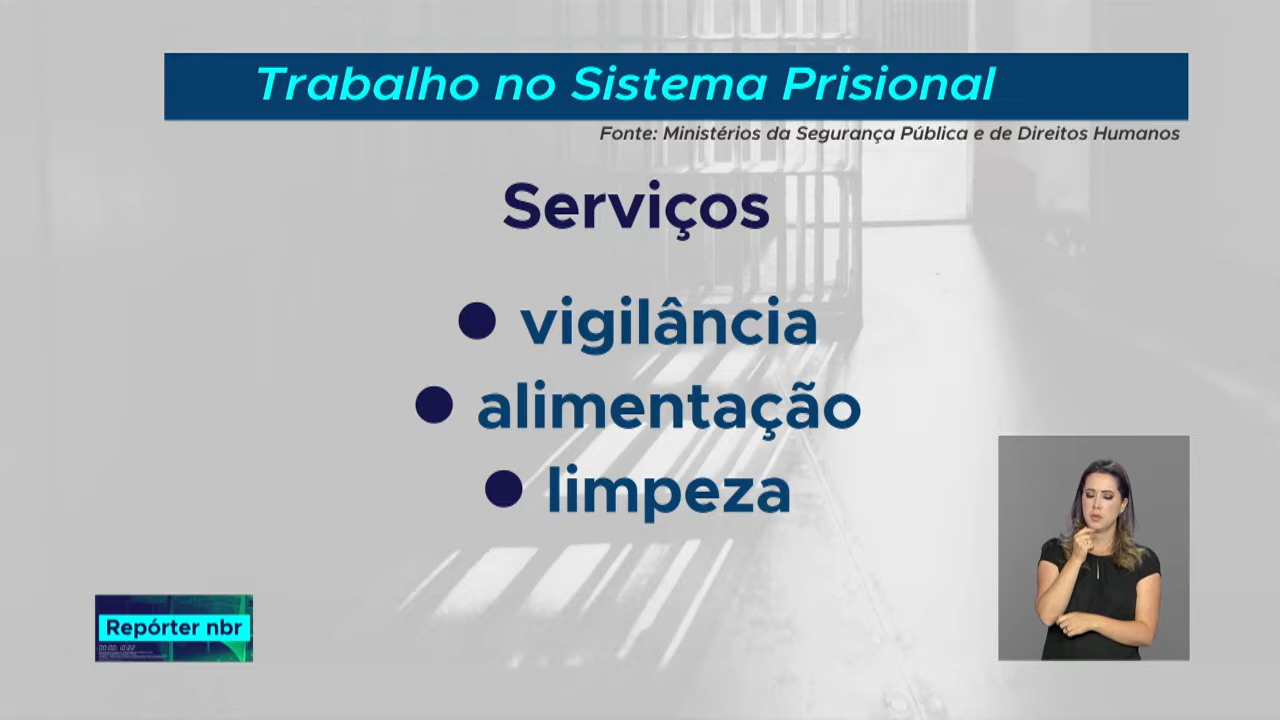 Trabalho no Sistema Prisional
Fonte: Ministérios da Segurança Pública e de Direitos Humanos
Serviços
● vigilância
● alimentação
● limpeza
Repórter nbr